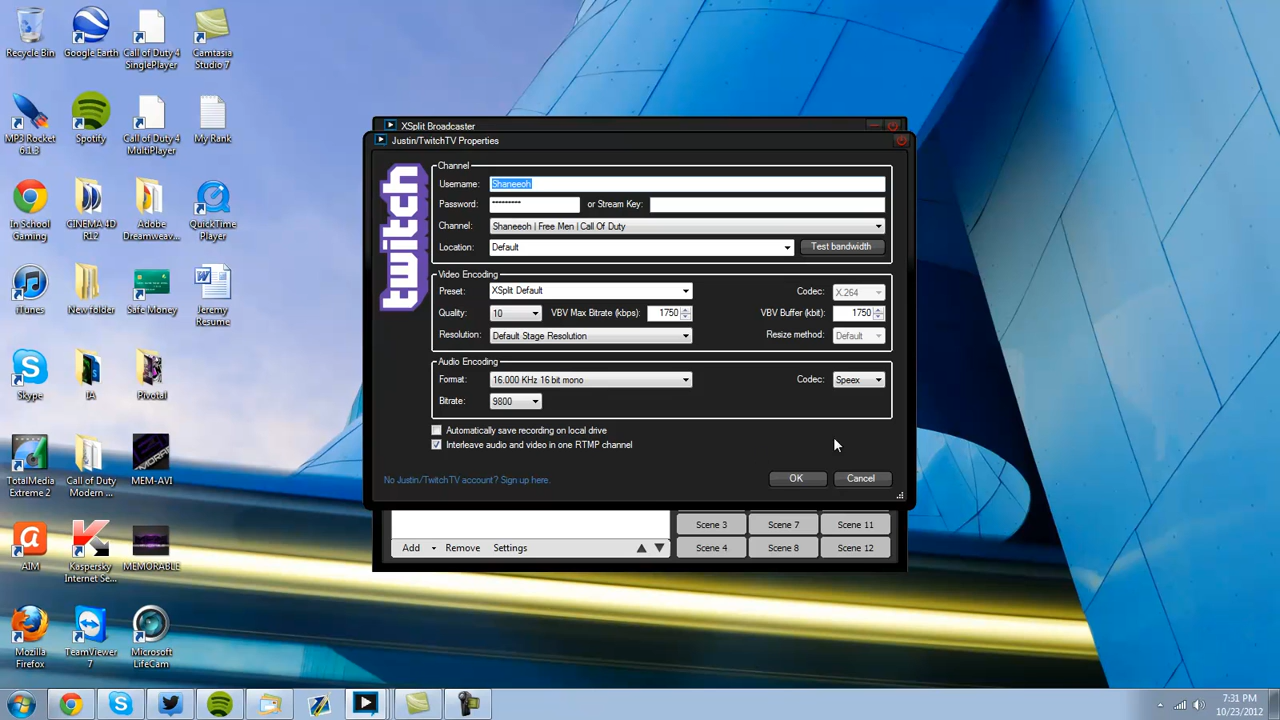 Recycle Bin
Google Earth
Call of Duty 4
SinglePlayer
Camtasia
Studio 7
MP3 Rocket
6.1.3
Spotify
Call of Duty 4
MultiPlayer
My Rank
In School
Gaming
CINEMA 4D
R12
Adobe
Dreamweav...
QuickTime
Player
iTunes
New folder
Safe Money
Jeremy
Resume
Skype
IA
Pivotal
TotalMedia
Extreme 2
Call of Duty
Modern ...
MEM-AVI
AIM
Kaspersky
Internet Se...
MEMORABLE
Mozilla
Firefox
TeamViewer
7
Microsoft
LifeCam
XSplit Broadcaster
Justin/TwitchTV Properties
twitch
Channel
Username: Shaneeoh
Password: ********* or Stream Key:
Channel: Shaneeoh | Free Men | Call Of Duty
Location: Default Test bandwidth
Video Encoding
Preset: XSplit Default Codec: X.264
Quality: 10 VBV Max Bitrate (kbps): 1750 VBV Buffer (kbit): 1750
Resolution: Default Stage Resolution Resize method: Default
Audio Encoding
Format: 16.000 KHz 16 bit mono Codec: Speex
Bitrate: 9800
Automatically save recording on local drive
Interleave audio and video in one RTMP channel
No Justin/TwitchTV account? Sign up here.
OK Cancel
Scene 3 Scene 7 Scene 11
Add Remove Settings Scene 4 Scene 8 Scene 12
7:31 PM
10/23/2012